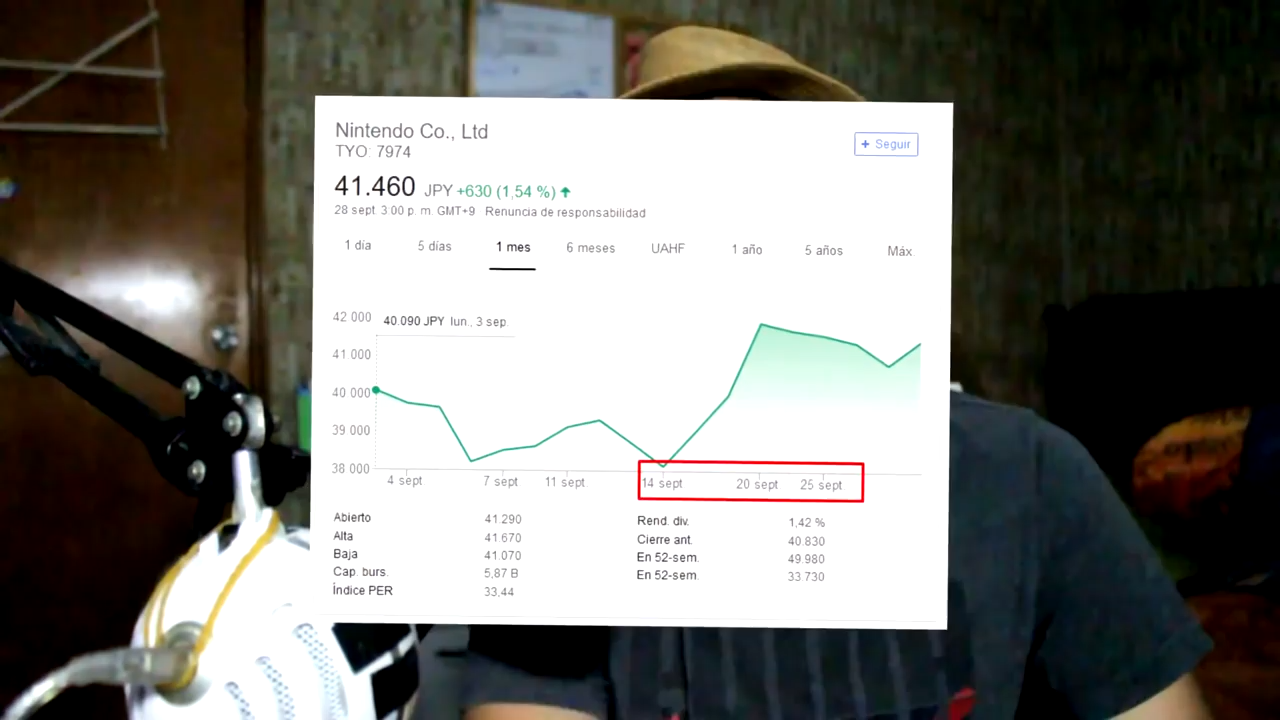 Nintendo Co., Ltd
TYO: 7974
+ Seguir
41.460 JPY +630 (1,54 %)
28 sept 3:00 p. m. GMT+9 Renuncia de responsabilidad
1 día 5 días 1 mes 6 meses UAHF 1 año 5 años Máx.
40.090 JPY lun., 3 sep.
42 000
41 000
40 000
39 000
38 000
4 sept 7 sept 11 sept 14 sept 20 sept 25 sept
Abierto 41.290
Alta 41.670
Baja 41.070
Cap. burs. 5,87 B
Índice PER 33,44
Rend. div. 1,42 %
Cierre ant. 40.830
En 52-sem. 49.980
En 52-sem. 33 730